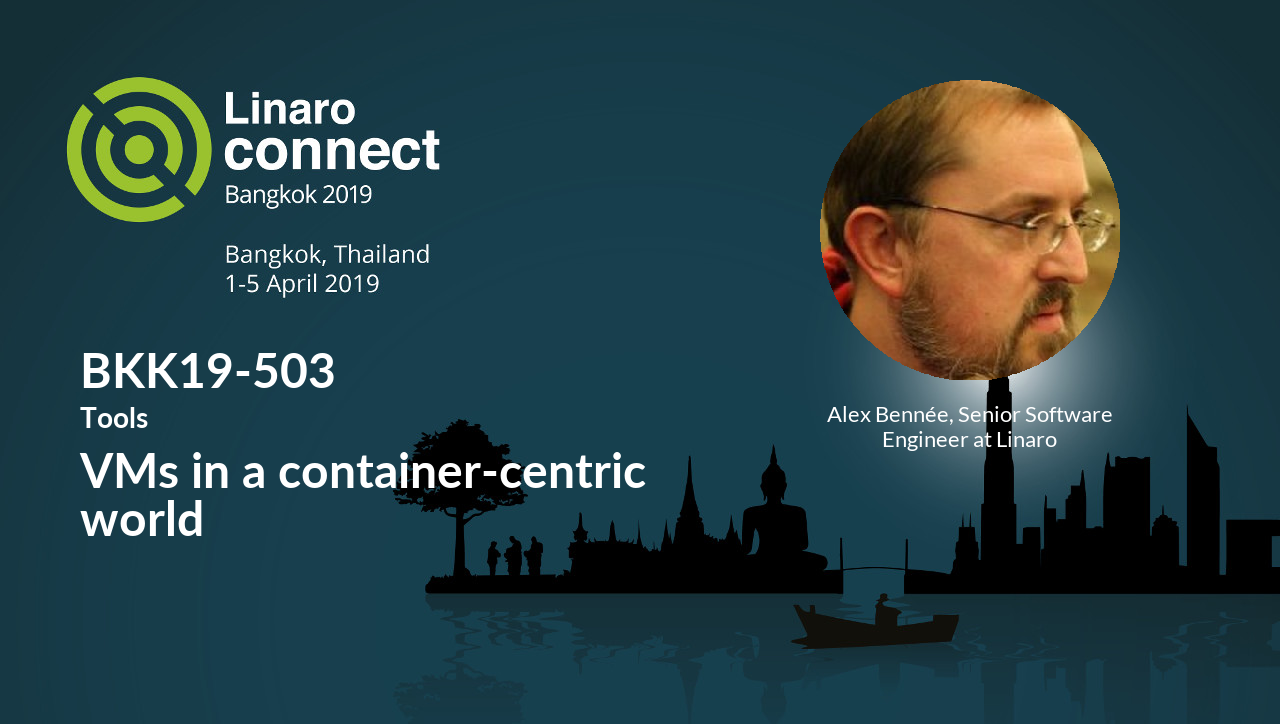 Linaro
connect
Bangkok 2019
Bangkok, Thailand
1-5 April 2019
BKK19-503
Tools
VMs in a container-centric
world
Alex Bennée, Senior Software
Engineer at Linaro